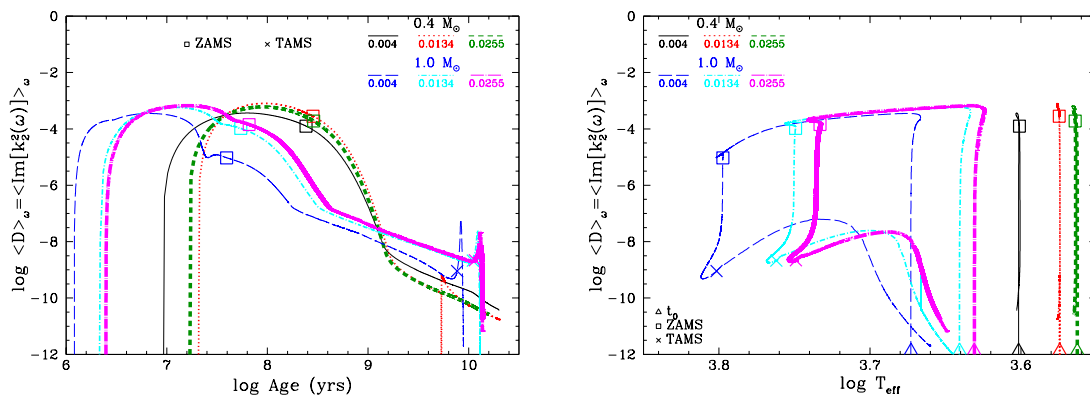 0
−2
−4
−6
−8
−10
−12
6
7
8
9
10
log Age (yrs)
log <D>ω=<Im[k²₂(ω)]>ω
□ ZAMS × TAMS
0.4 M⊙
0.004 0.0134 0.0255
1.0 M⊙
0.004 0.0134 0.0255
0
−2
−4
−6
−8
−10
−12
3.8
3.7
3.6
log Teff
log <D>ω=<Im[k²₂(ω)]>ω
0.4 M⊙
0.004 0.0134 0.0255
1.0 M⊙
0.004 0.0134 0.0255
△ t₀
□ ZAMS
× TAMS